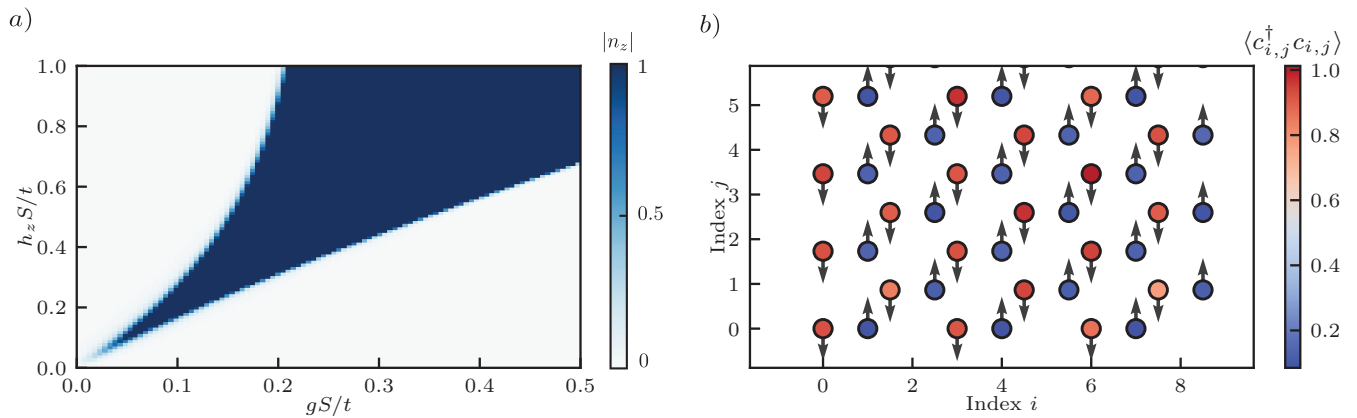 a)
|n_z|
1.0
0.8
0.6
0.4
0.2
0.0
h_zS/t
0.0 0.1 0.2 0.3 0.4 0.5
gS/t
1
0.5
0
b)
⟨c†_{i,j} c_{i,j}⟩
5
4
3
2
1
0
Index j
0 2 4 6 8
Index i
1.0
0.8
0.6
0.4
0.2